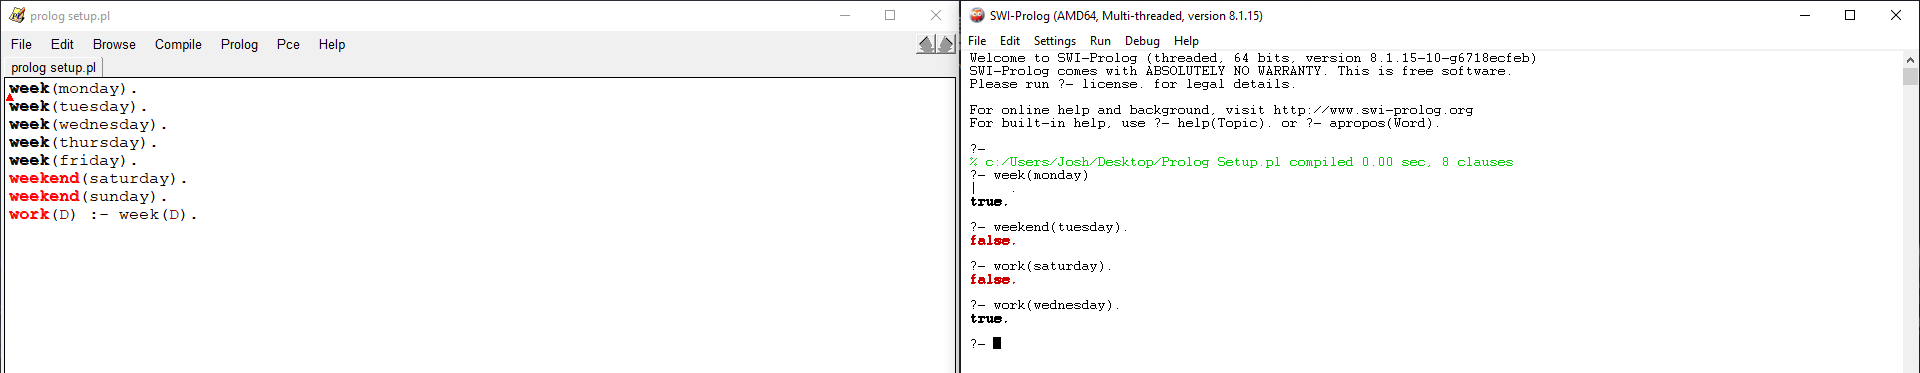 prolog setup.pl
File Edit Browse Compile Prolog Pce Help
prolog setup.pl
week(monday).
week(tuesday).
week(wednesday).
week(thursday).
week(friday).
weekend(saturday).
weekend(sunday).
work(D) :- week(D).
SWI-Prolog (AMD64, Multi-threaded, version 8.1.15)
File Edit Settings Run Debug Help
Welcome to SWI-Prolog (threaded, 64 bits, version 8.1.15-10-g6718ecfeb)
SWI-Prolog comes with ABSOLUTELY NO WARRANTY. This is free software.
Please run ?- license. for legal details.
For online help and background, visit http://www.swi-prolog.org
For built-in help, use ?- help(Topic). or ?- apropos(Word).
?-
% c:/Users/Josh/Desktop/Prolog Setup.pl compiled 0.00 sec, 8 clauses
?- week(monday)
|    .
true.
?- weekend(tuesday).
false.
?- work(saturday).
false.
?- work(wednesday).
true.
?-